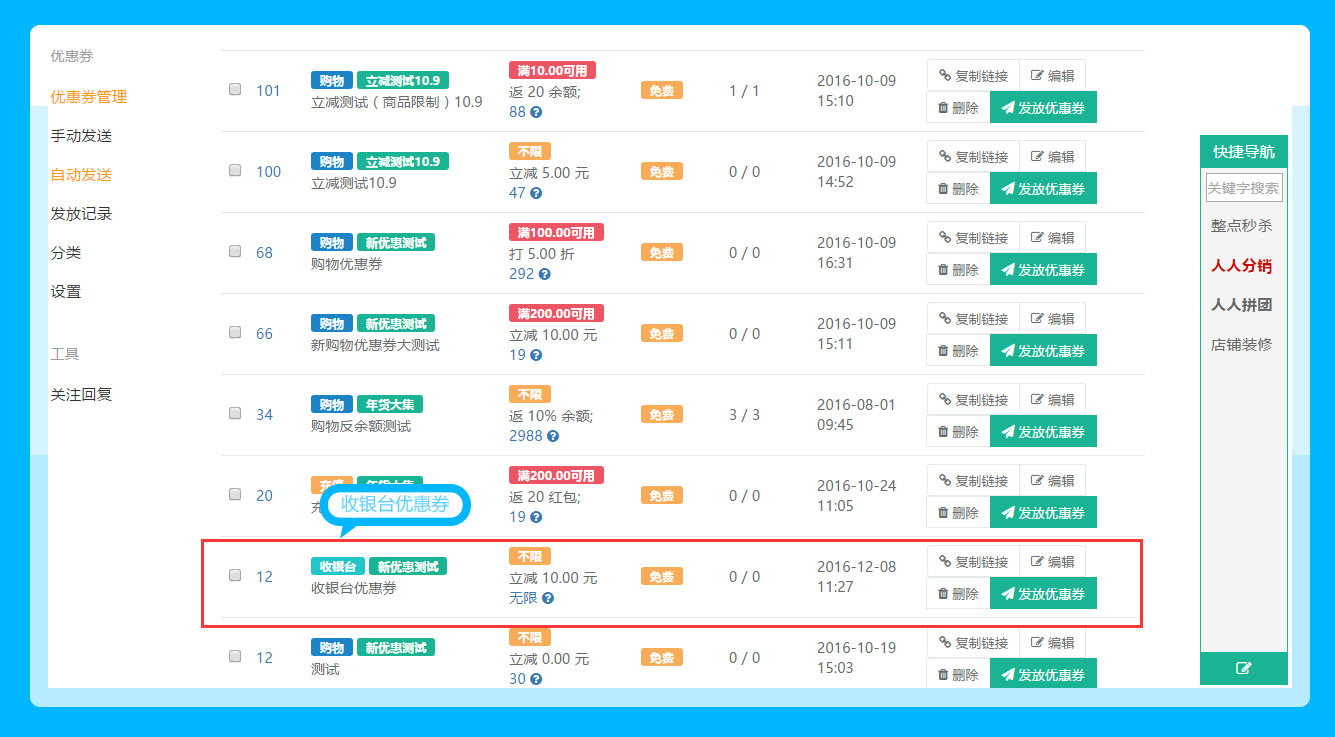 优惠券
优惠券管理
手动发送
自动发送
发放记录
分类
设置
工具
关注回复
101 购物 立减测试10.9 满10.00可用 免费 1 / 1 2016-10-09 复制链接 编辑
立减测试（商品限制）10.9 返 20 余额; 15:10 删除 发放优惠券
88
100 购物 立减测试10.9 不限 免费 0 / 0 2016-10-09 复制链接 编辑
立减测试10.9 立减 5.00 元 14:52 删除 发放优惠券
47
68 购物 新优惠测试 满100.00可用 免费 0 / 0 2016-10-09 复制链接 编辑
购物优惠券 打 5.00 折 16:31 删除 发放优惠券
292
66 购物 新优惠测试 满200.00可用 免费 0 / 0 2016-10-09 复制链接 编辑
新购物优惠券大测试 立减 10.00 元 15:11 删除 发放优惠券
19
34 购物 年货大集 不限 免费 3 / 3 2016-08-01 复制链接 编辑
购物反余额测试 返 10% 余额; 09:45 删除 发放优惠券
2988
20 年货大集 满200.00可用 免费 0 / 0 2016-10-24 复制链接 编辑
收银台优惠券 返 20 红包; 11:05 删除 发放优惠券
19
12 收银台 新优惠测试 不限 免费 0 / 0 2016-12-08 复制链接 编辑
收银台优惠券 立减 10.00 元 11:27 删除 发放优惠券
无限
12 购物 新优惠测试 不限 免费 0 / 0 2016-10-19 复制链接 编辑
测试 立减 0.00 元 15:03 删除 发放优惠券
30
快捷导航
关键字搜索
整点秒杀
人人分销
人人拼团
店铺装修